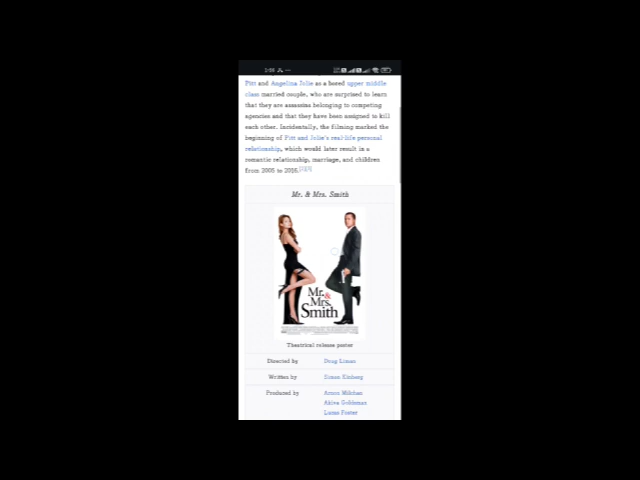 Pitt and Angelina Jolie as a bored upper middle
class married couple, who are surprised to learn
that they are assassins belonging to competing
agencies and that they have been assigned to kill
each other. Incidentally, the filming marked the
beginning of Pitt and Jolie's real-life personal
relationship, which would later result in a
romantic relationship, marriage, and children
from 2005 to 2016.
Mr. & Mrs. Smith
Mr.
&
Mrs.
Smith
Theatrical release poster
Directed by Doug Liman
Written by Simon Kinberg
Produced by Arnon Milchan
Akiva Goldsman
Lucas Foster